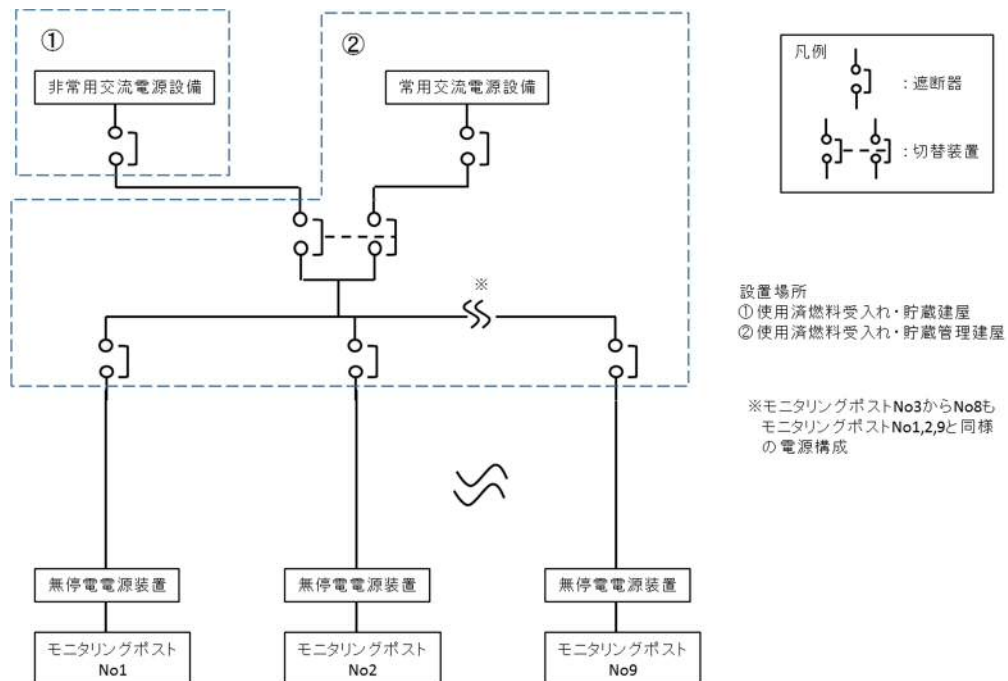 ①
②
非常用交流電源設備
常用交流電源設備
凡例
：遮断器
：切替装置
※
設置場所
①使用済燃料受入れ・貯蔵建屋
②使用済燃料受入れ・貯蔵管理建屋
※モニタリングポストNo3からNo8も
モニタリングポストNo1,2,9と同様
の電源構成
無停電電源装置
無停電電源装置
無停電電源装置
モニタリングポスト
No1
モニタリングポスト
No2
モニタリングポスト
No9